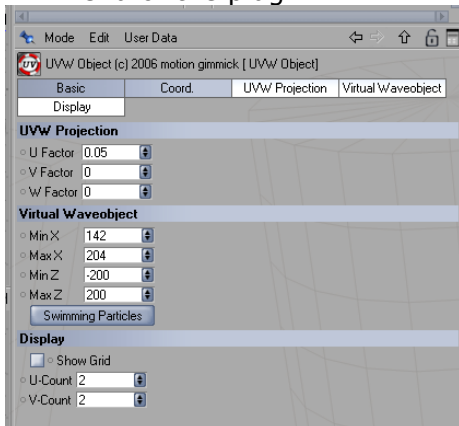 Mode Edit User Data
UVW Object (c) 2006 motion gimmick [ UVW Object]
Basic Coord. UVW Projection Virtual Waveobject
Display
UVW Projection
U Factor 0.05
V Factor 0
W Factor 0
Virtual Waveobject
Min X 142
Max X 204
Min Z -200
Max Z 200
Swimming Particles
Display
Show Grid
U-Count 2
V-Count 2